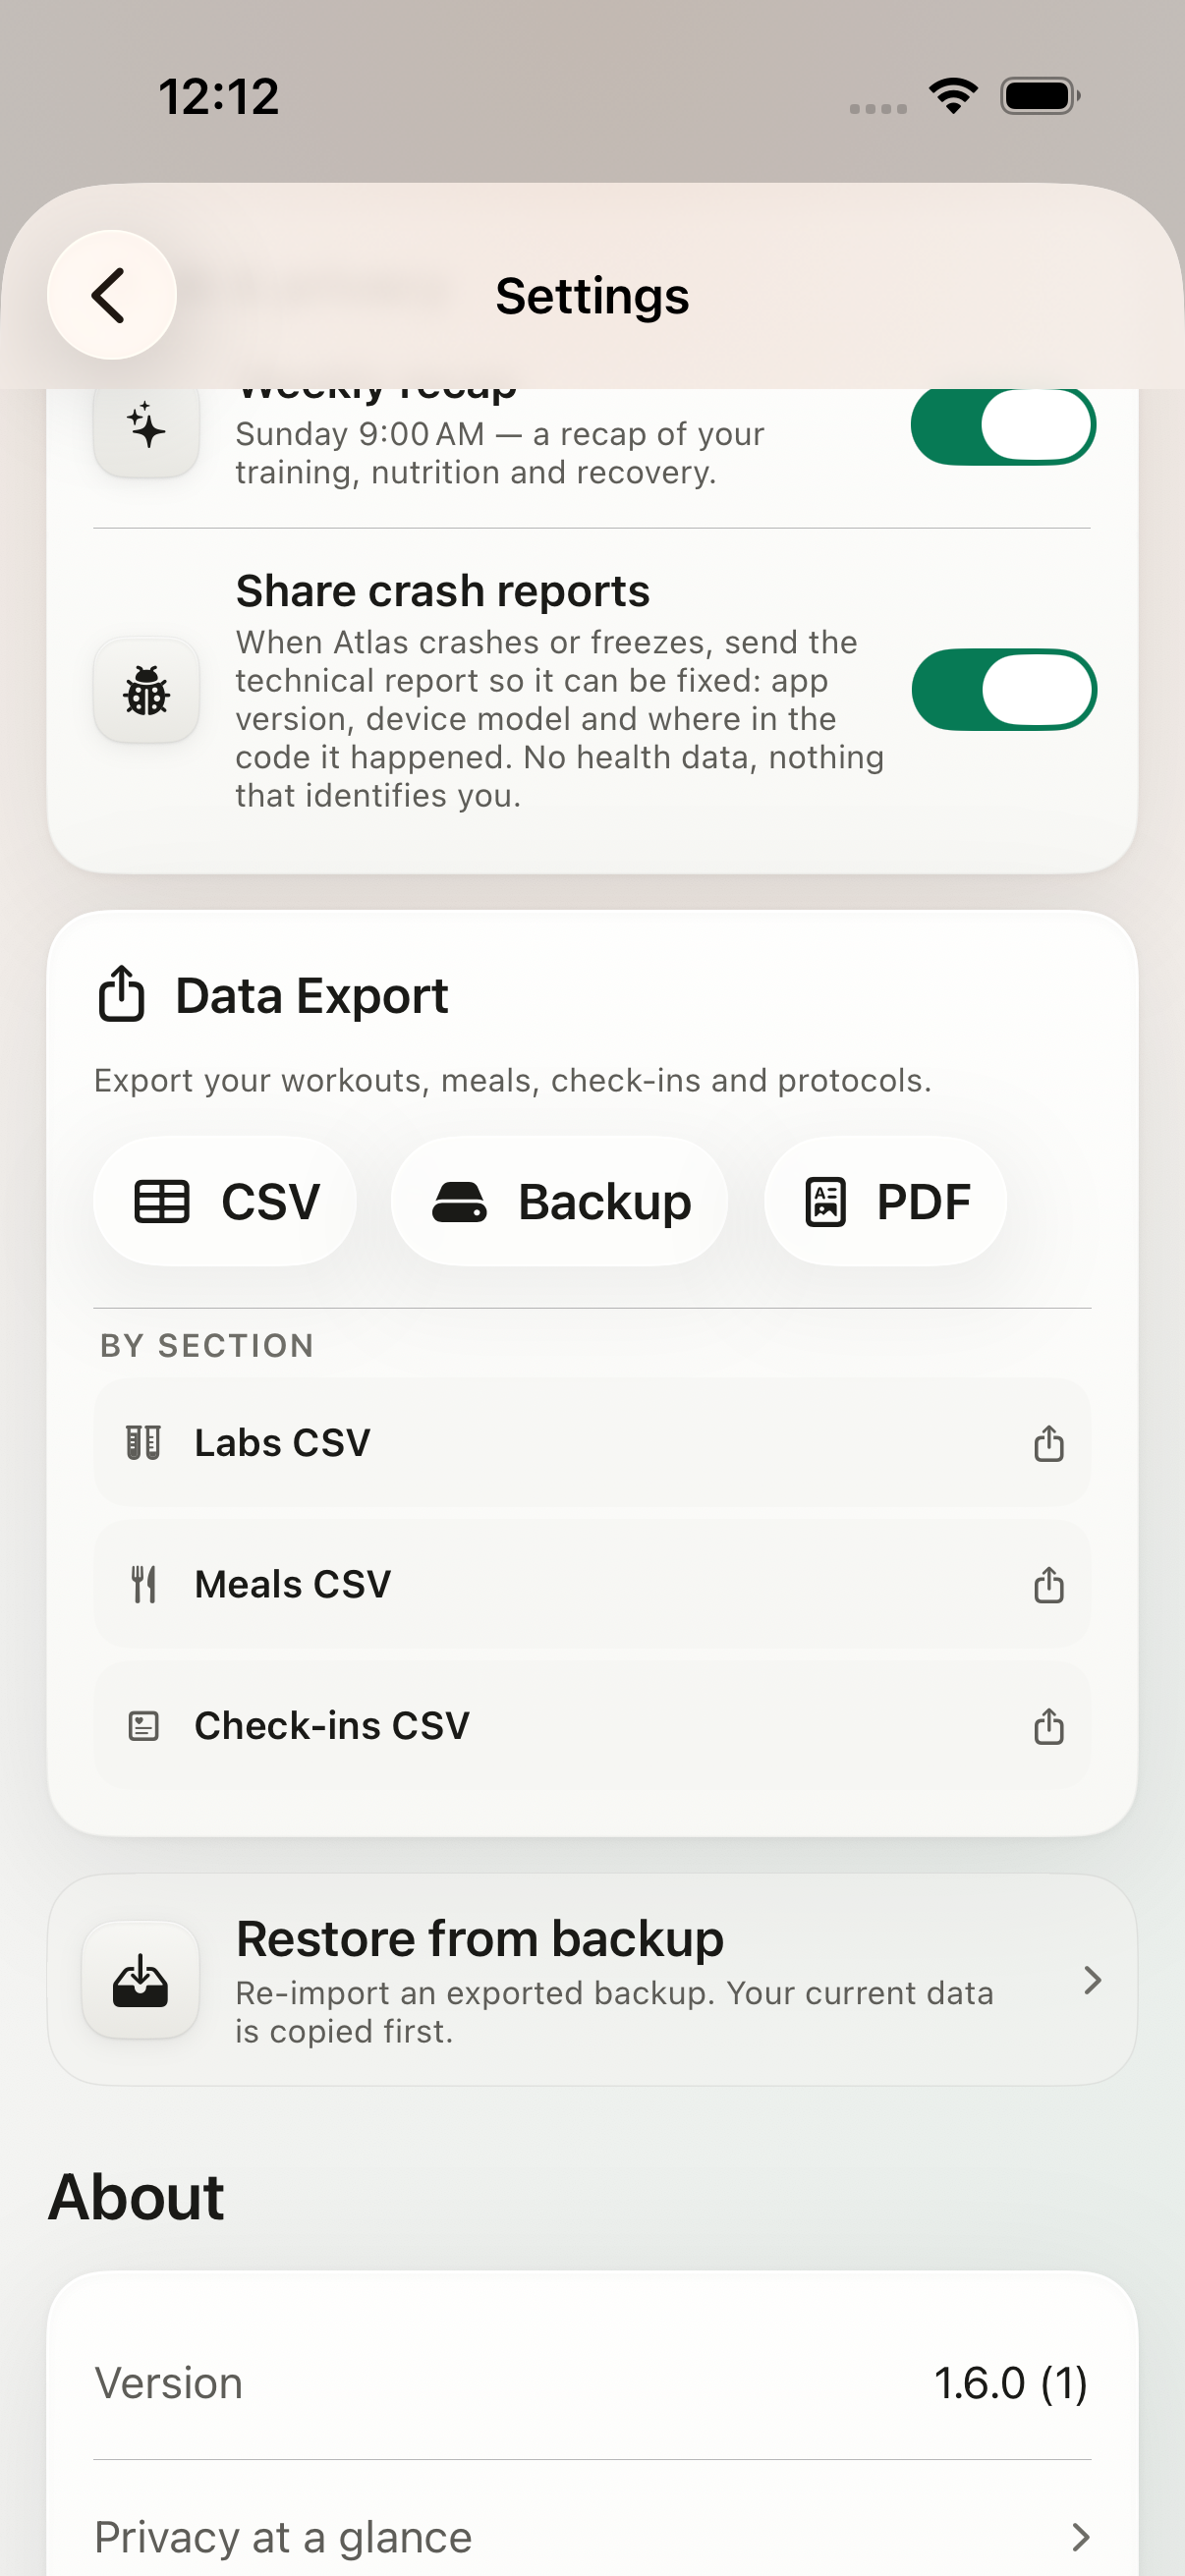 12:12
Settings
Weekly recap
Sunday 9:00 AM — a recap of your
training, nutrition and recovery.
Share crash reports
When Atlas crashes or freezes, send the
technical report so it can be fixed: app
version, device model and where in the
code it happened. No health data, nothing
that identifies you.
Data Export
Export your workouts, meals, check-ins and protocols.
CSV
Backup
PDF
BY SECTION
Labs CSV
Meals CSV
Check-ins CSV
Restore from backup
Re-import an exported backup. Your current data
is copied first.
About
Version
1.6.0 (1)
Privacy at a glance